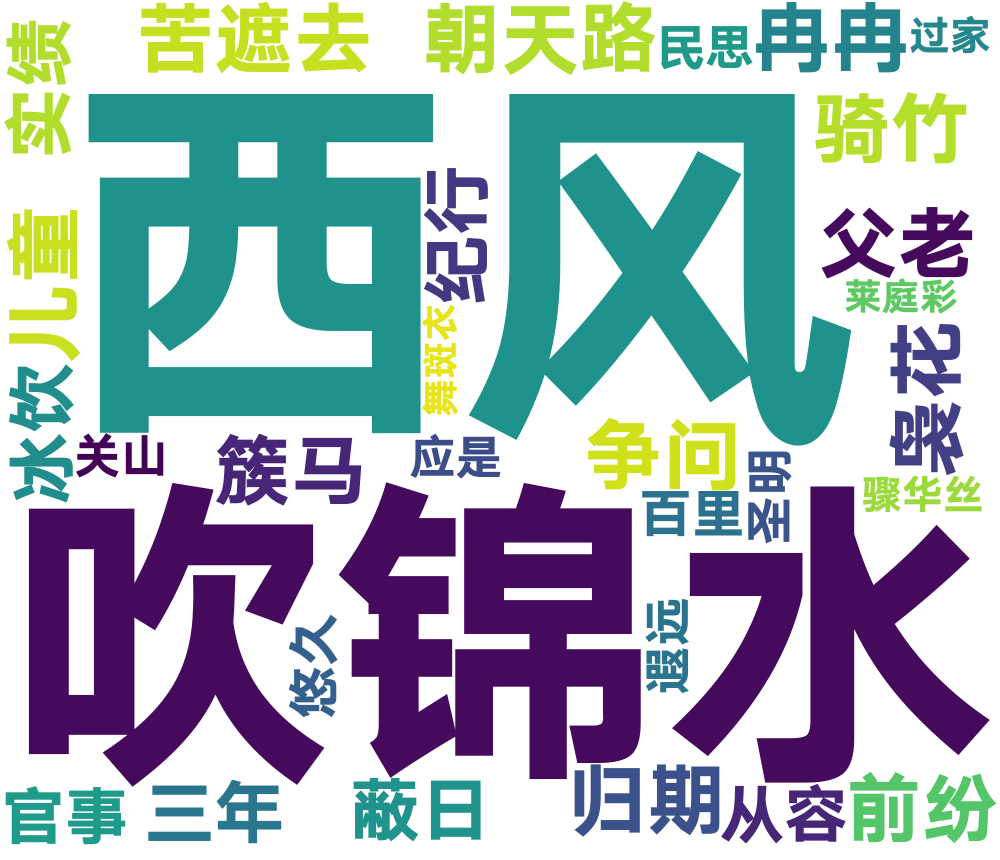 苦遮去
朝天路
民思
冉冉
过家
实绩
西风
骑竹
纪行
父老
儿童
莱庭彩
舞斑衣
裳花
冰饮
关山
簇马
应是
争问
百里
圣明
骤华丝
吹锦水
悠久
遐远
官事
三年
蔽日
归期
从容
前纷